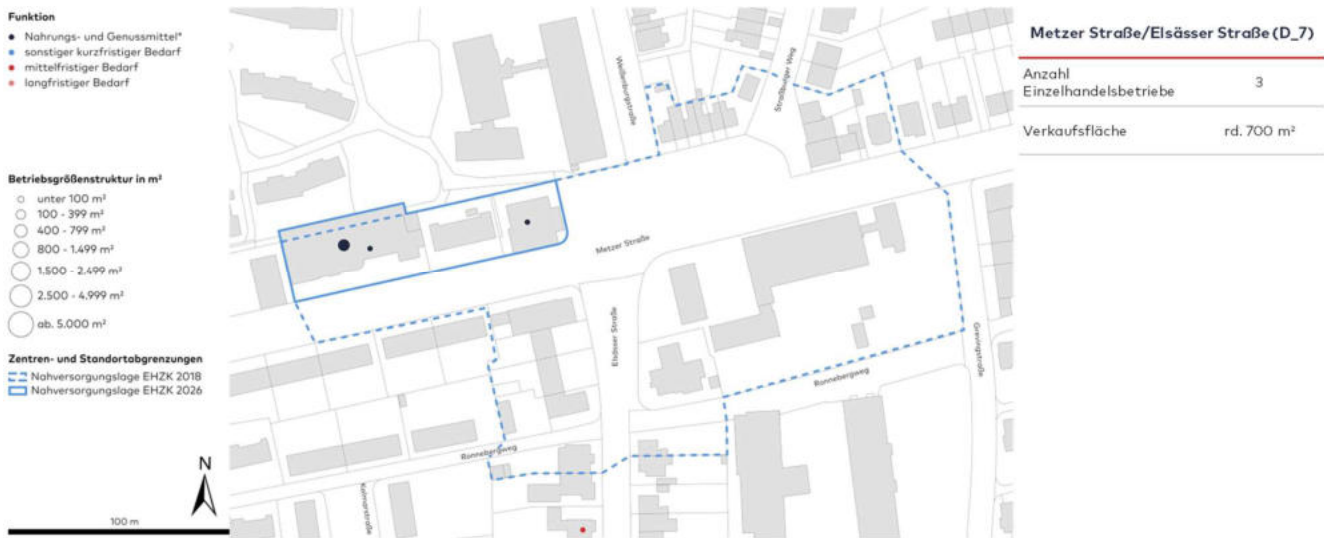 Funktion
Nahrungs- und Genussmittel*
sonstiger kurzfristiger Bedarf
mittelfristiger Bedarf
langfristiger Bedarf
Betriebsgrößenstruktur in m²
unter 100 m²
100 - 399 m²
400 - 799 m²
800 - 1.499 m²
1.500 - 2.499 m²
2.500 - 4.999 m²
ab. 5.000 m²
Zentren- und Standortabgrenzungen
Nahversorgungslage EHZK 2018
Nahversorgungslage EHZK 2026
N
100 m
Weißenburgstraße
Straßburger Weg
Metzer Straße
Elsässer Straße
Grevingstraße
Ronnebergweg
Ronnebergweg
Kolmarstraße
Metzer Straße/Elsässer Straße (D_7)
Anzahl
Einzelhandelsbetriebe 3
Verkaufsfläche rd. 700 m²